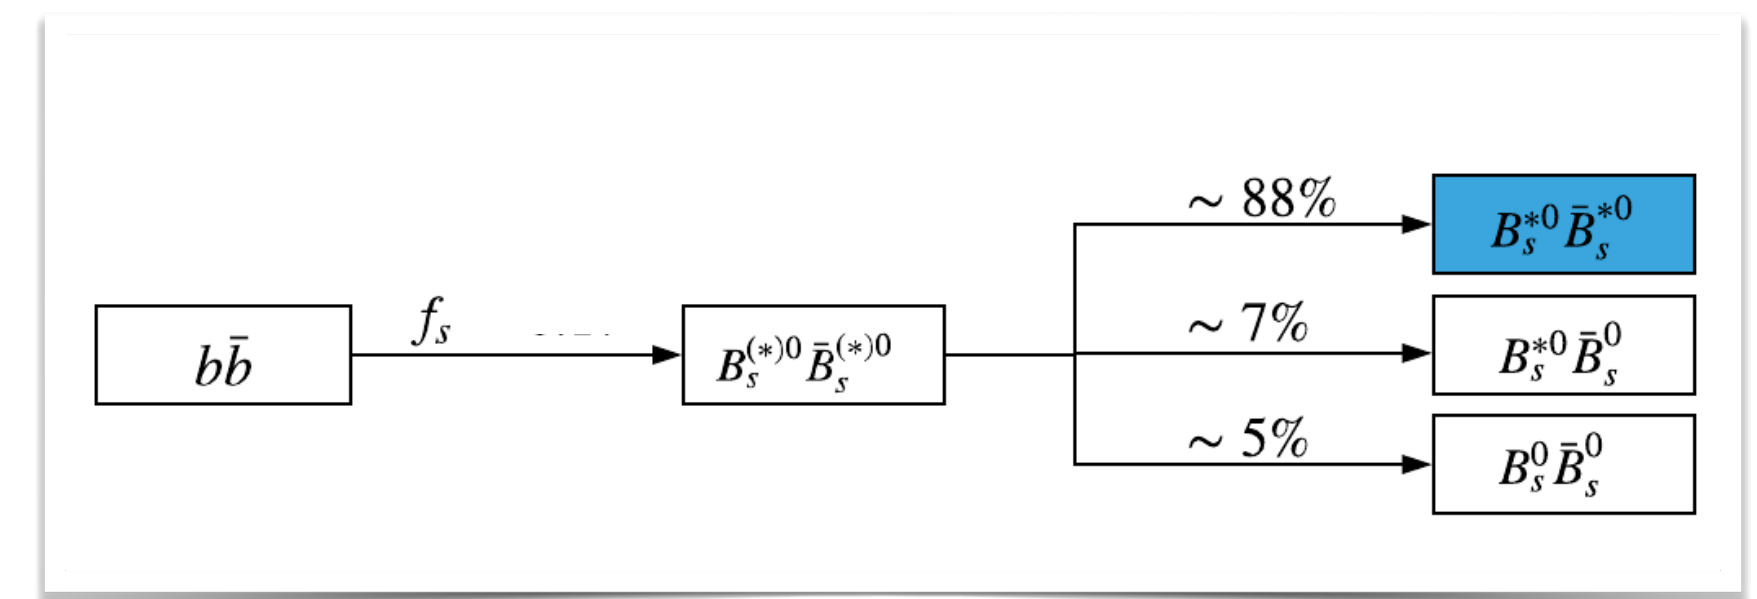 ~ 88%
B_s^{*0} B̄_s^{*0}
f_s
~ 7%
b b̄
B_s^{(*)0} B̄_s^{(*)0}
B_s^{*0} B̄_s^0
~ 5%
B_s^0 B̄_s^0